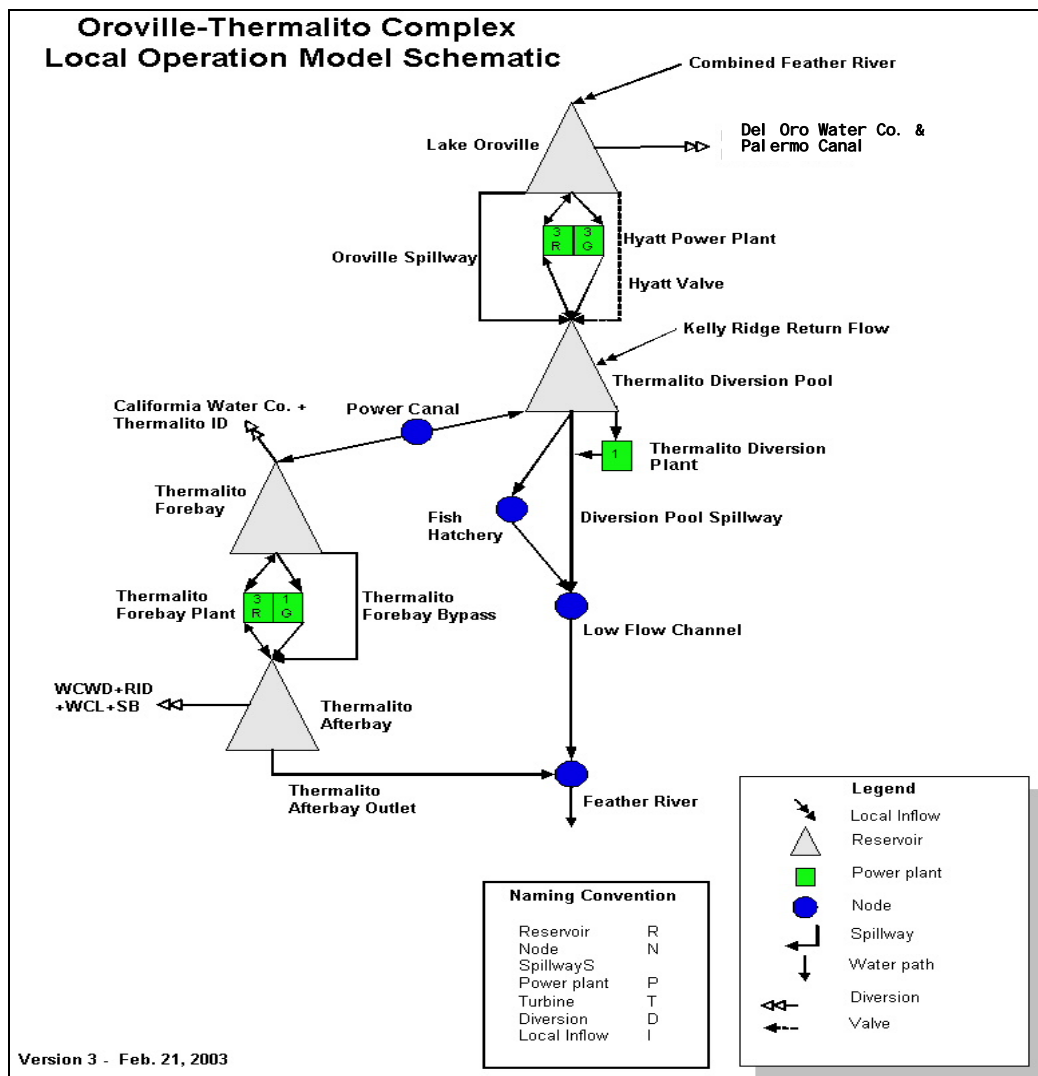 Oroville-Thermalito Complex
Local Operation Model Schematic
Combined Feather River
Del Oro Water Co. &
Palermo Canal
Lake Oroville
3 R
3 G
Hyatt Power Plant
Oroville Spillway
Hyatt Valve
Kelly Ridge Return Flow
Thermalito Diversion Pool
California Water Co. +
Thermalito ID
Power Canal
1
Thermalito Diversion
Plant
Thermalito
Forebay
Fish
Hatchery
Diversion Pool Spillway
Thermalito
Forebay Plant
3 R
1 G
Thermalito
Forebay Bypass
Low Flow Channel
WCWD+RID
+WCL+SB
Thermalito
Afterbay
Thermalito
Afterbay Outlet
Feather River
Legend
Local Inflow
Reservoir
Power plant
Node
Spillway
Water path
Diversion
Valve
Naming Convention
Reservoir R
Node N
SpillwayS
Power plant P
Turbine T
Diversion D
Local Inflow I
Version 3 - Feb. 21, 2003